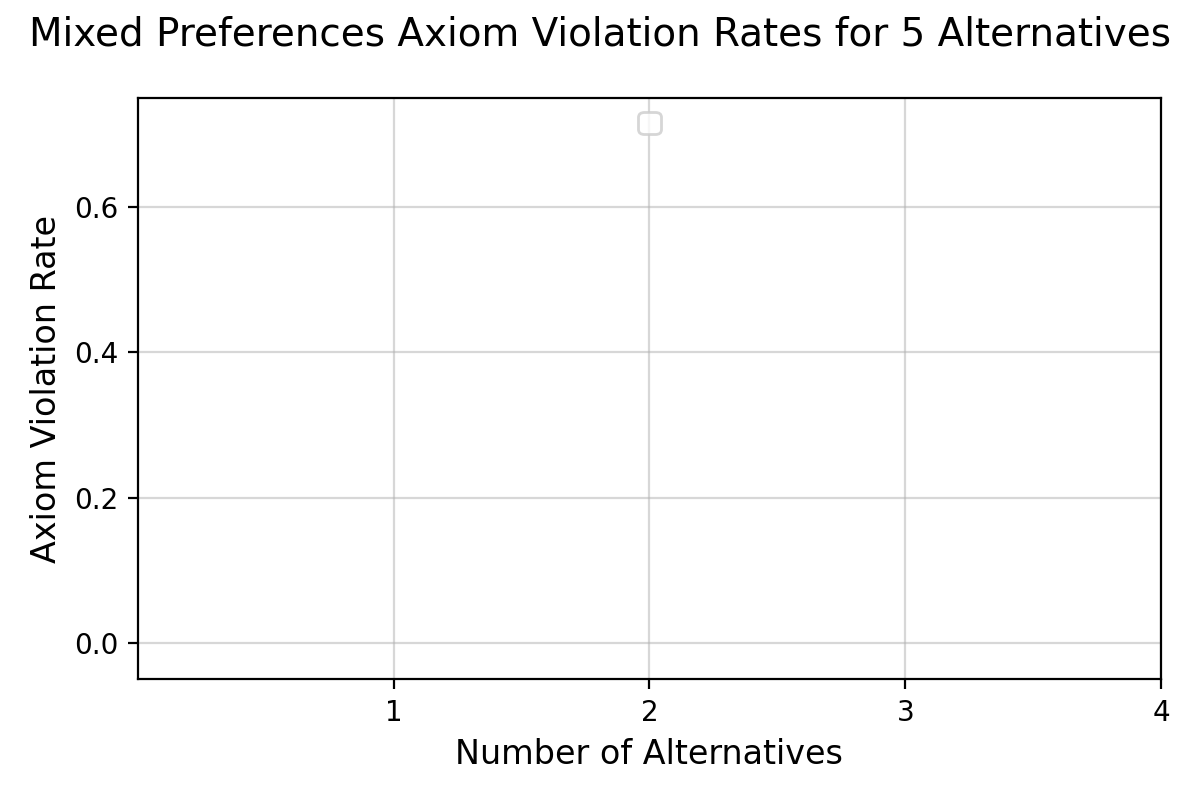 Mixed Preferences Axiom Violation Rates for 5 Alternatives
Axiom Violation Rate
0.6
0.4
0.2
0.0
1 2 3 4
Number of Alternatives